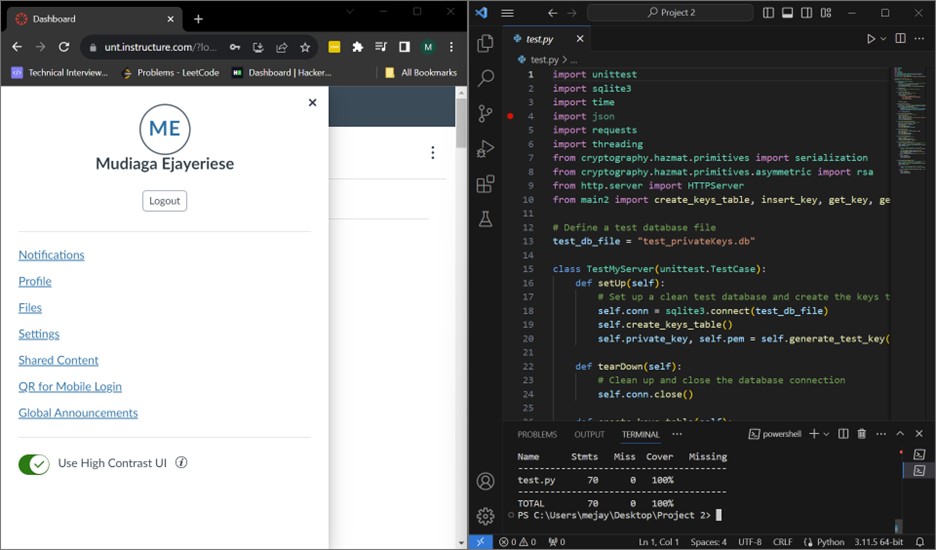 Dashboard
unt.instructure.com/?lo...
M
Technical Interview...
Problems - LeetCode
Dashboard | Hacker...
All Bookmarks
ME
Mudiaga Ejayeriese
Logout
Notifications
Profile
Files
Settings
Shared Content
QR for Mobile Login
Global Announcements
Use High Contrast UI
Project 2
test.py
test.py > ...
1 import unittest
2 import sqlite3
3 import time
4 import json
5 import requests
6 import threading
7 from cryptography.hazmat.primitives import serialization
8 from cryptography.hazmat.primitives.asymmetric import rsa
9 from http.server import HTTPServer
10 from main2 import create_keys_table, insert_key, get_key, ge
11
12 # Define a test database file
13 test_db_file = "test_privateKeys.db"
14
15 class TestMyServer(unittest.TestCase):
16 def setUp(self):
17 # Set up a clean test database and create the keys t
18 self.conn = sqlite3.connect(test_db_file)
19 self.create_keys_table()
20 self.private_key, self.pem = self.generate_test_key(
21
22 def tearDown(self):
23 # Clean up and close the database connection
24 self.conn.close()
25
PROBLEMS OUTPUT TERMINAL ... powershell
Name Stmts Miss Cover Missing
----------------------------------------
test.py 70 0 100%
----------------------------------------
TOTAL 70 0 100%
PS C:\Users\mejay\Desktop\Project 2>
0 0 0 Ln 1, Col 1 Spaces: 4 UTF-8 CRLF Python 3.11.5 64-bit